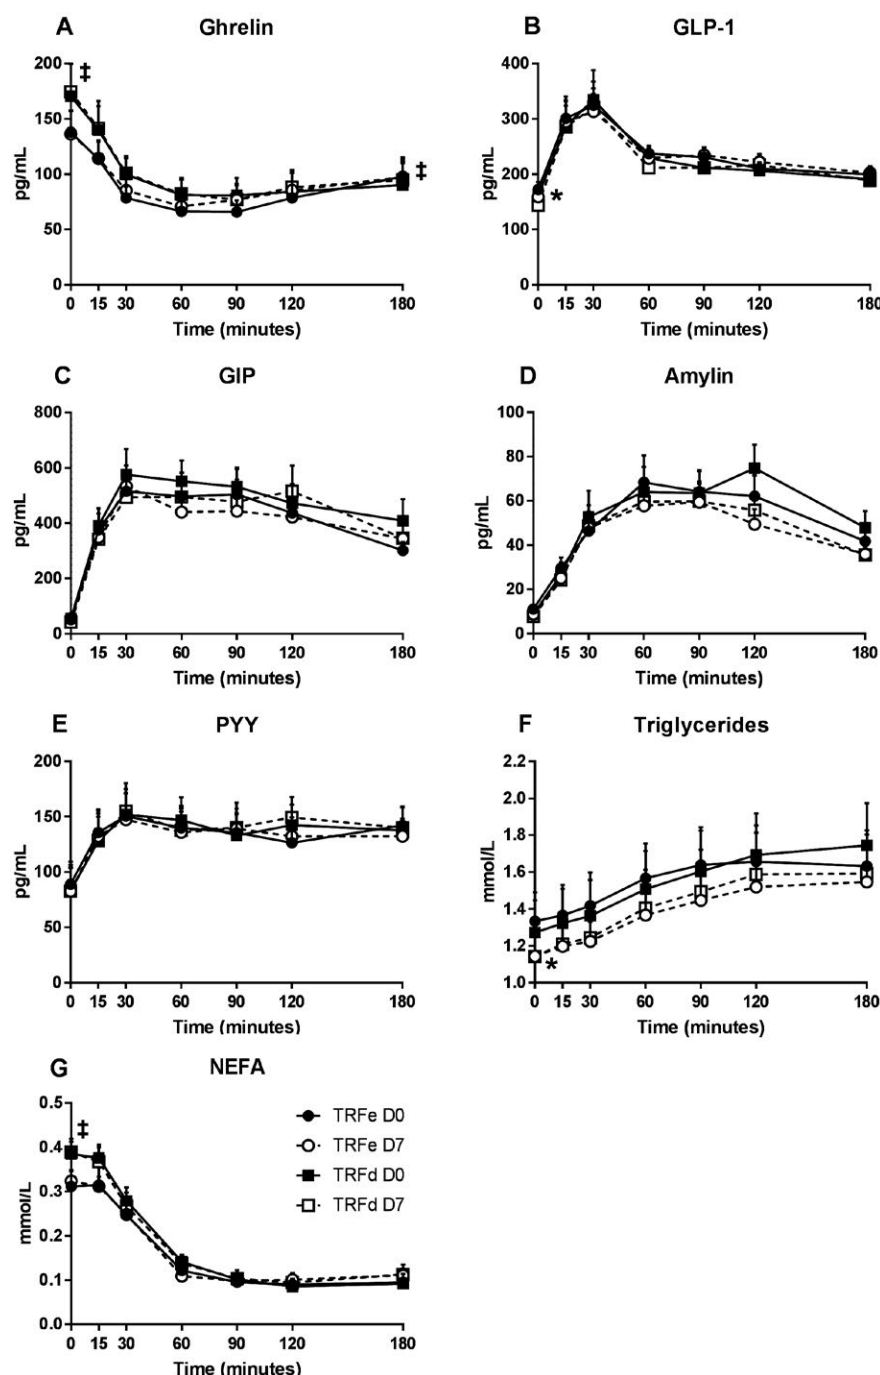 A Ghrelin
200
150
100
50
0
pg/mL
0 15 30 60 90 120 180
Time (minutes)
‡
‡
B GLP-1
400
300
200
100
0
pg/mL
0 15 30 60 90 120 180
Time (minutes)
*
C GIP
800
600
400
200
0
pg/mL
0 15 30 60 90 120 180
Time (minutes)
D Amylin
100
80
60
40
20
0
pg/mL
0 15 30 60 90 120 180
Time (minutes)
E PYY
200
150
100
50
0
pg/mL
0 15 30 60 90 120 180
Time (minutes)
F Triglycerides
2.2
2.0
1.8
1.6
1.4
1.2
1.0
mmol/L
0 15 30 60 90 120 180
Time (minutes)
*
G NEFA
0.5
0.4
0.3
0.2
0.1
0.0
mmol/L
0 15 30 60 90 120 180
Time (minutes)
‡
TRFe D0
TRFe D7
TRFd D0
TRFd D7